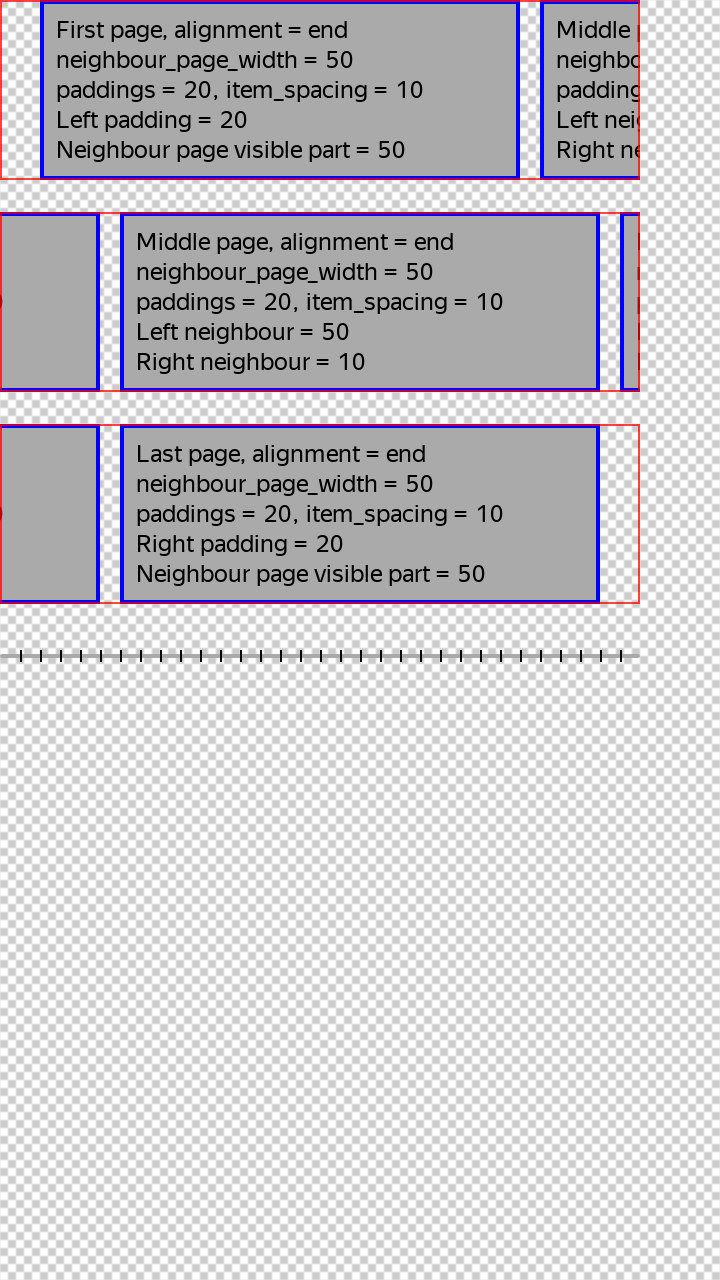 First page, alignment = end
neighbour_page_width = 50
paddings = 20, item_spacing = 10
Left padding = 20
Neighbour page visible part = 50
Middle
Middle page, alignment = end
neighbour_page_width = 50
paddings = 20, item_spacing = 10
Left neighbour = 50
Right neighbour = 10
Last page, alignment = end
neighbour_page_width = 50
paddings = 20, item_spacing = 10
Right padding = 20
Neighbour page visible part = 50